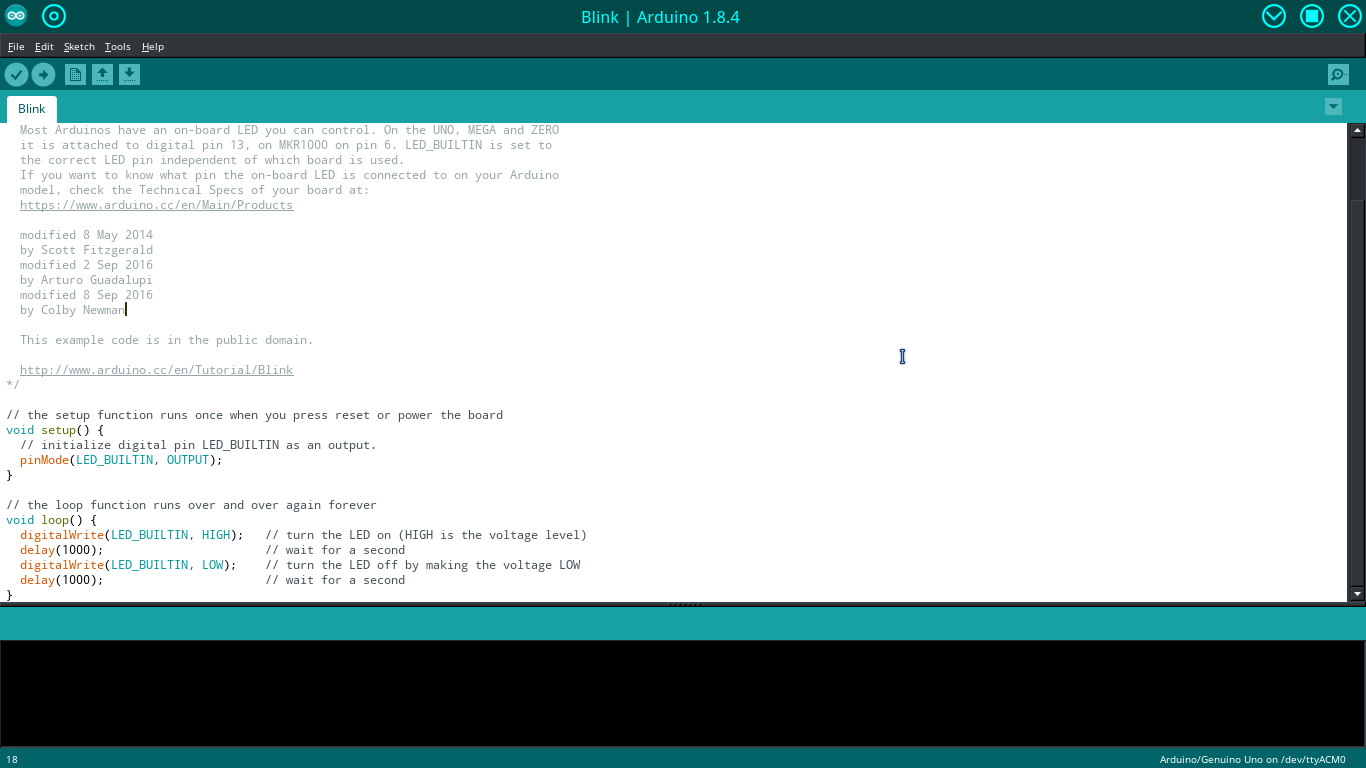 Blink | Arduino 1.8.4
File Edit Sketch Tools Help
Blink
Most Arduinos have an on-board LED you can control. On the UNO, MEGA and ZERO
it is attached to digital pin 13, on MKR1000 on pin 6. LED_BUILTIN is set to
the correct LED pin independent of which board is used.
If you want to know what pin the on-board LED is connected to on your Arduino
model, check the Technical Specs of your board at:
https://www.arduino.cc/en/Main/Products
modified 8 May 2014
by Scott Fitzgerald
modified 2 Sep 2016
by Arturo Guadalupi
modified 8 Sep 2016
by Colby Newman
This example code is in the public domain.
http://www.arduino.cc/en/Tutorial/Blink
*/
// the setup function runs once when you press reset or power the board
void setup() {
// initialize digital pin LED_BUILTIN as an output.
pinMode(LED_BUILTIN, OUTPUT);
}
// the loop function runs over and over again forever
void loop() {
digitalWrite(LED_BUILTIN, HIGH);   // turn the LED on (HIGH is the voltage level)
delay(1000);                       // wait for a second
digitalWrite(LED_BUILTIN, LOW);    // turn the LED off by making the voltage LOW
delay(1000);                       // wait for a second
}
18
Arduino/Genuino Uno on /dev/ttyACM0